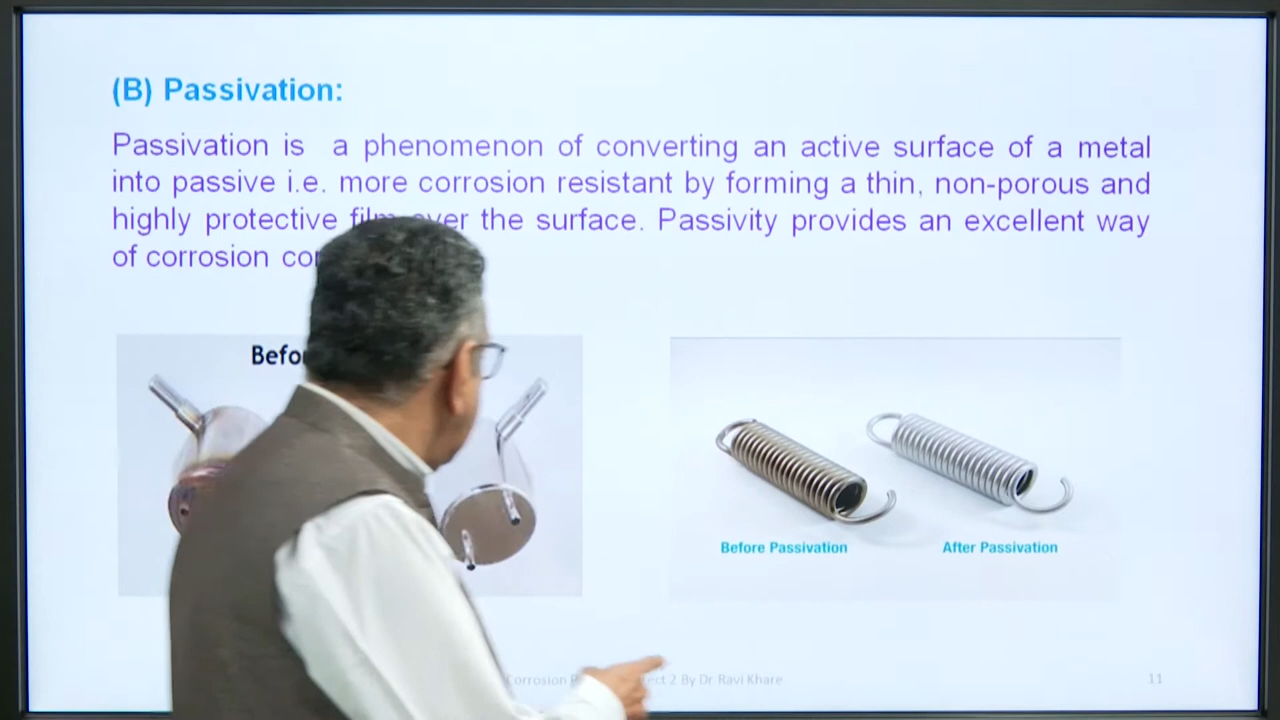 (B) Passivation:
Passivation is a phenomenon of converting an active surface of a metal
into passive i.e. more corrosion resistant by forming a thin, non-porous and
highly protective film over the surface. Passivity provides an excellent way
of corrosion
Before Passivation
After Passivation
Corrosion 2 By Dr Ravi Khare
11